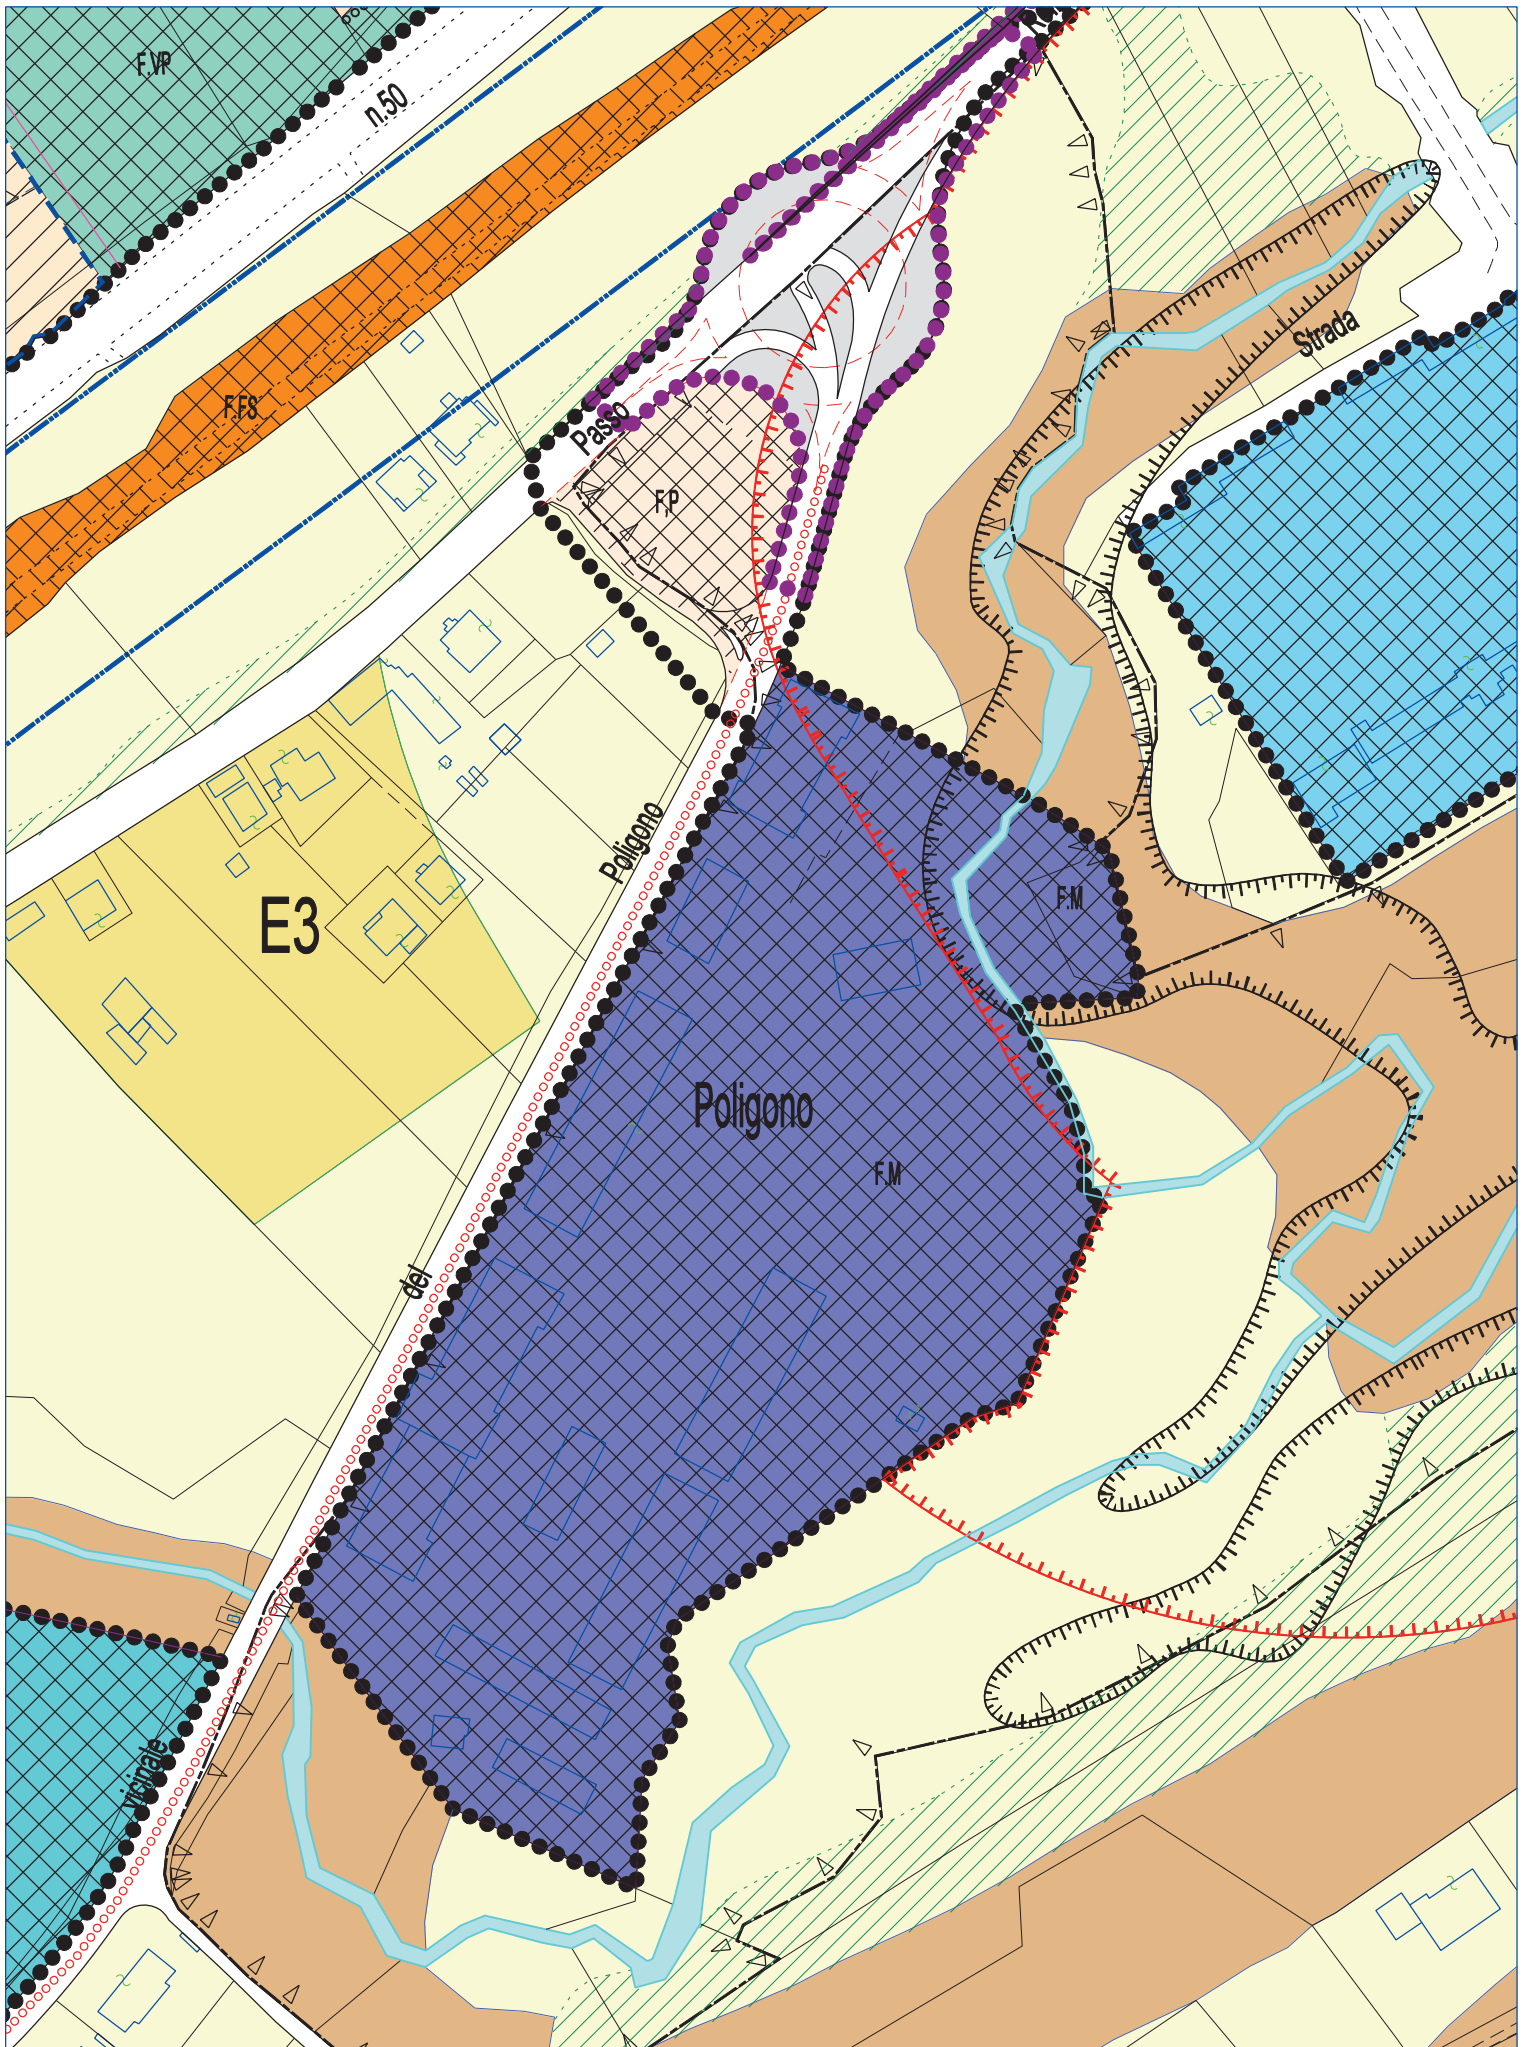 F.VP
n.50
F.FS
Strada
Passo
F.P
Poligono
F.M
E3
Poligono
F.M
del
vicinale